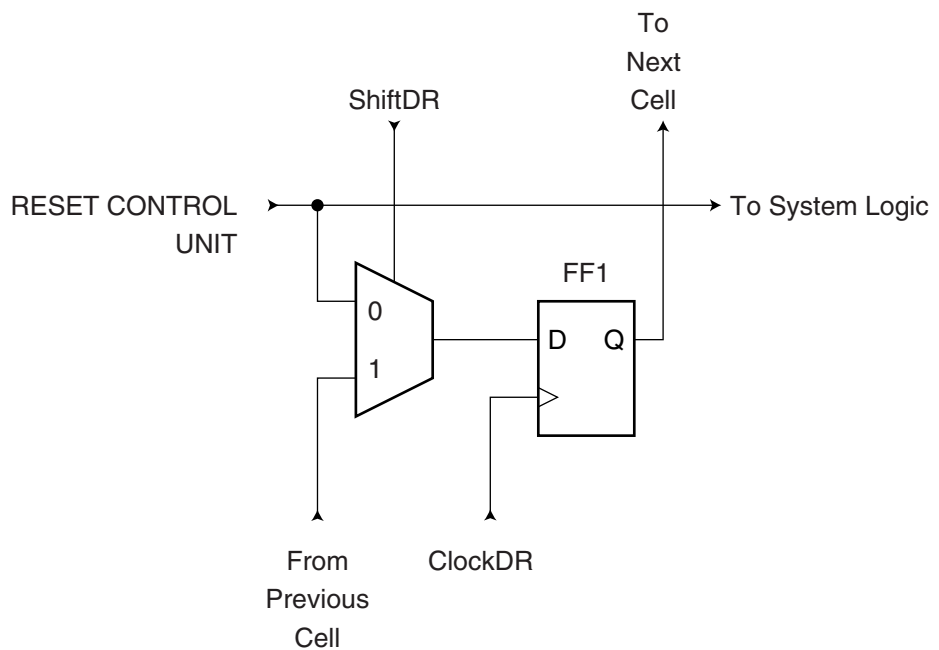 To
Next
Cell
ShiftDR
RESET CONTROL
UNIT
To System Logic
FF1
0
D Q
1
From
Previous
Cell
ClockDR